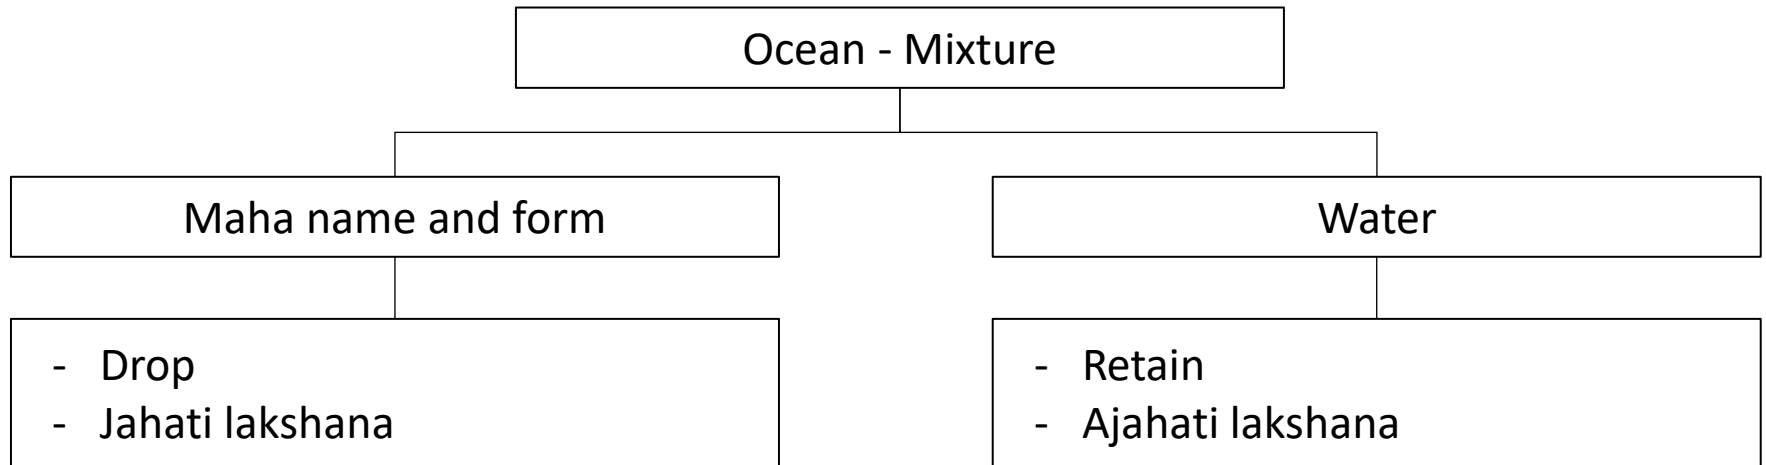 Ocean - Mixture
Maha name and form
Water
- Drop
- Jahati lakshana
- Retain
- Ajahati lakshana